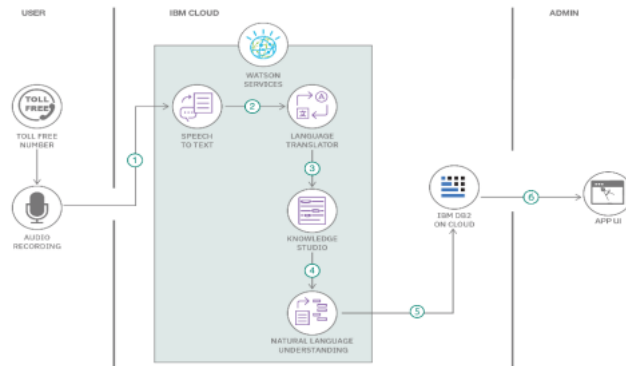 USER
IBM CLOUD
ADMIN
WATSON
SERVICES
TOLL
FREE
TOLL FREE
NUMBER
AUDIO
RECORDING
1
SPEECH
TO TEXT
2
A
文
LANGUAGE
TRANSLATOR
3
KNOWLEDGE
STUDIO
4
NATURAL LANGUAGE
UNDERSTANDING
5
IBM DB2
ON CLOUD
6
APP UI